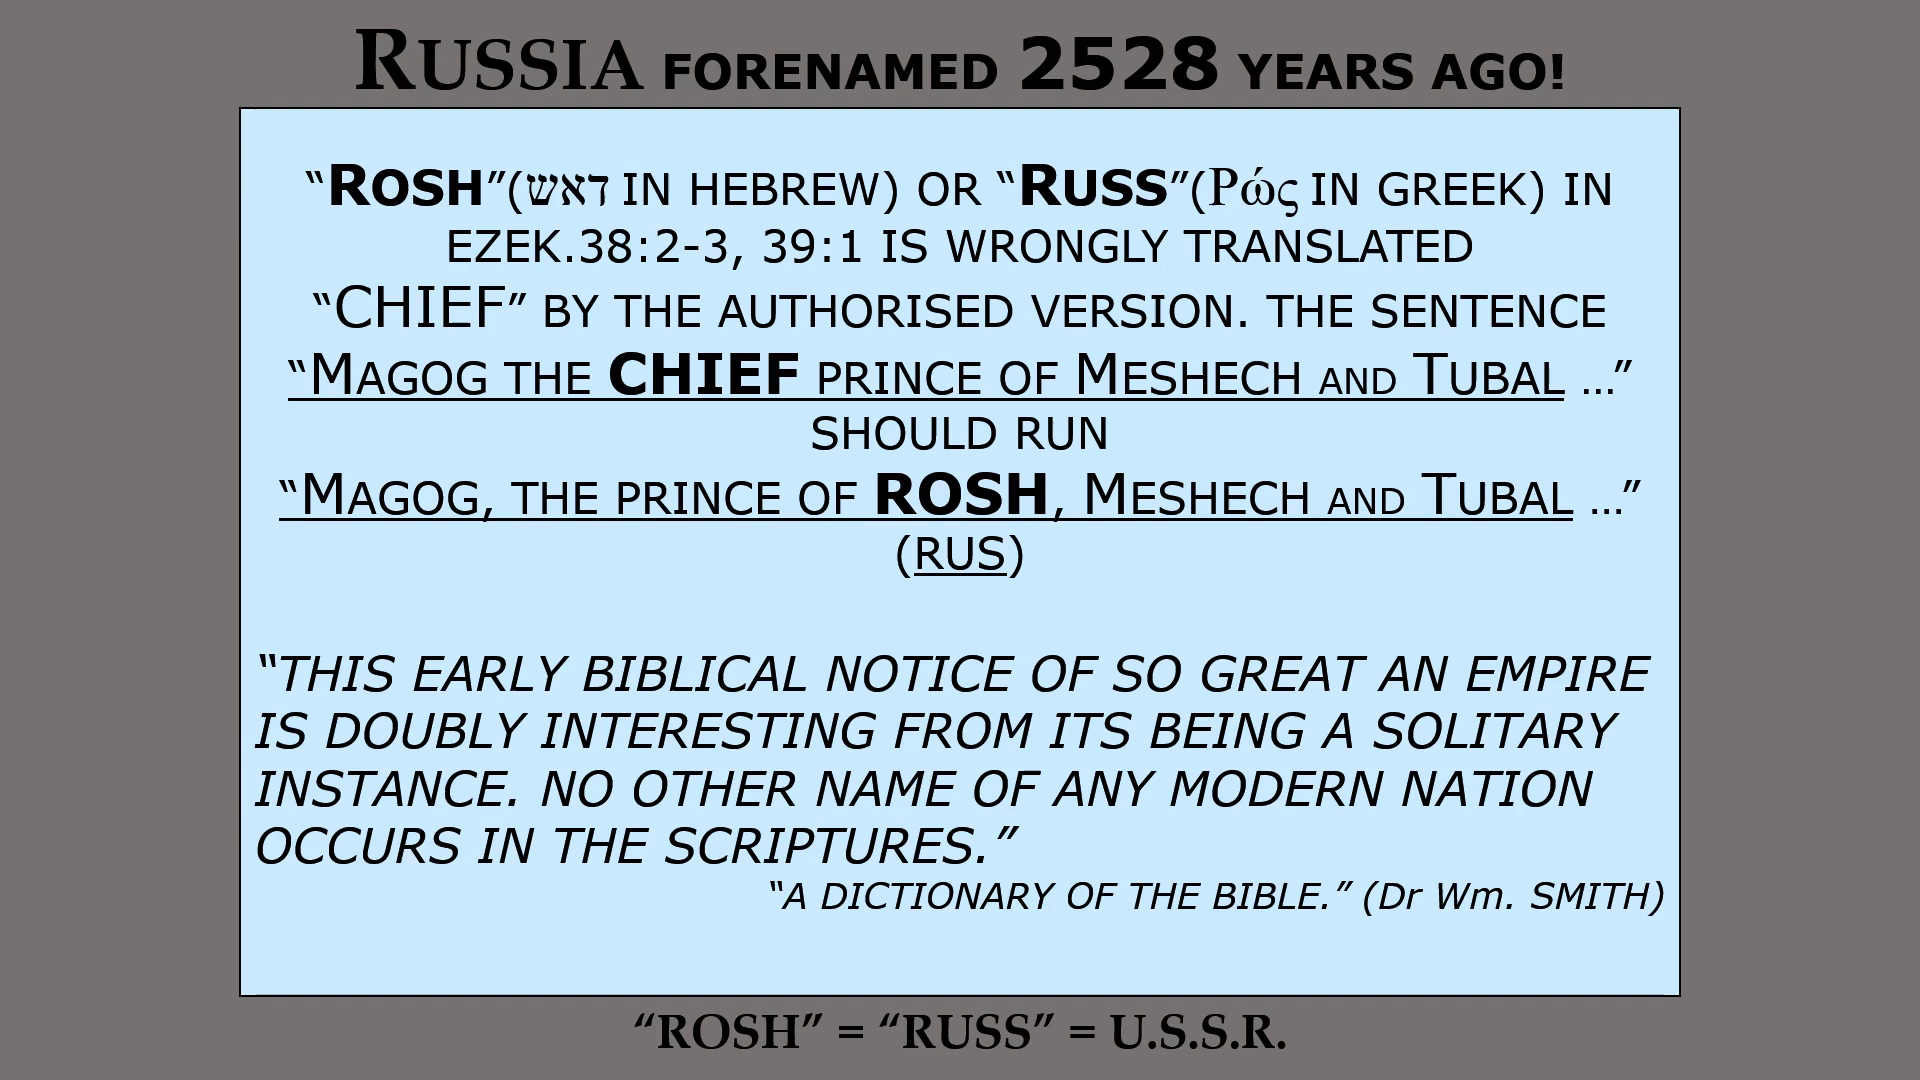 RUSSIA FORENAMED 2528 YEARS AGO!
“ROSH”(דאש IN HEBREW) OR “RUSS”(Ρώς IN GREEK) IN
EZEK.38:2-3, 39:1 IS WRONGLY TRANSLATED
“CHIEF” BY THE AUTHORISED VERSION. THE SENTENCE
“MAGOG THE CHIEF PRINCE OF MESHECH AND TUBAL …”
SHOULD RUN
“MAGOG, THE PRINCE OF ROSH, MESHECH AND TUBAL …”
(RUS)
“THIS EARLY BIBLICAL NOTICE OF SO GREAT AN EMPIRE
IS DOUBLY INTERESTING FROM ITS BEING A SOLITARY
INSTANCE. NO OTHER NAME OF ANY MODERN NATION
OCCURS IN THE SCRIPTURES.”
“A DICTIONARY OF THE BIBLE.” (Dr Wm. SMITH)
“ROSH” = “RUSS” = U.S.S.R.